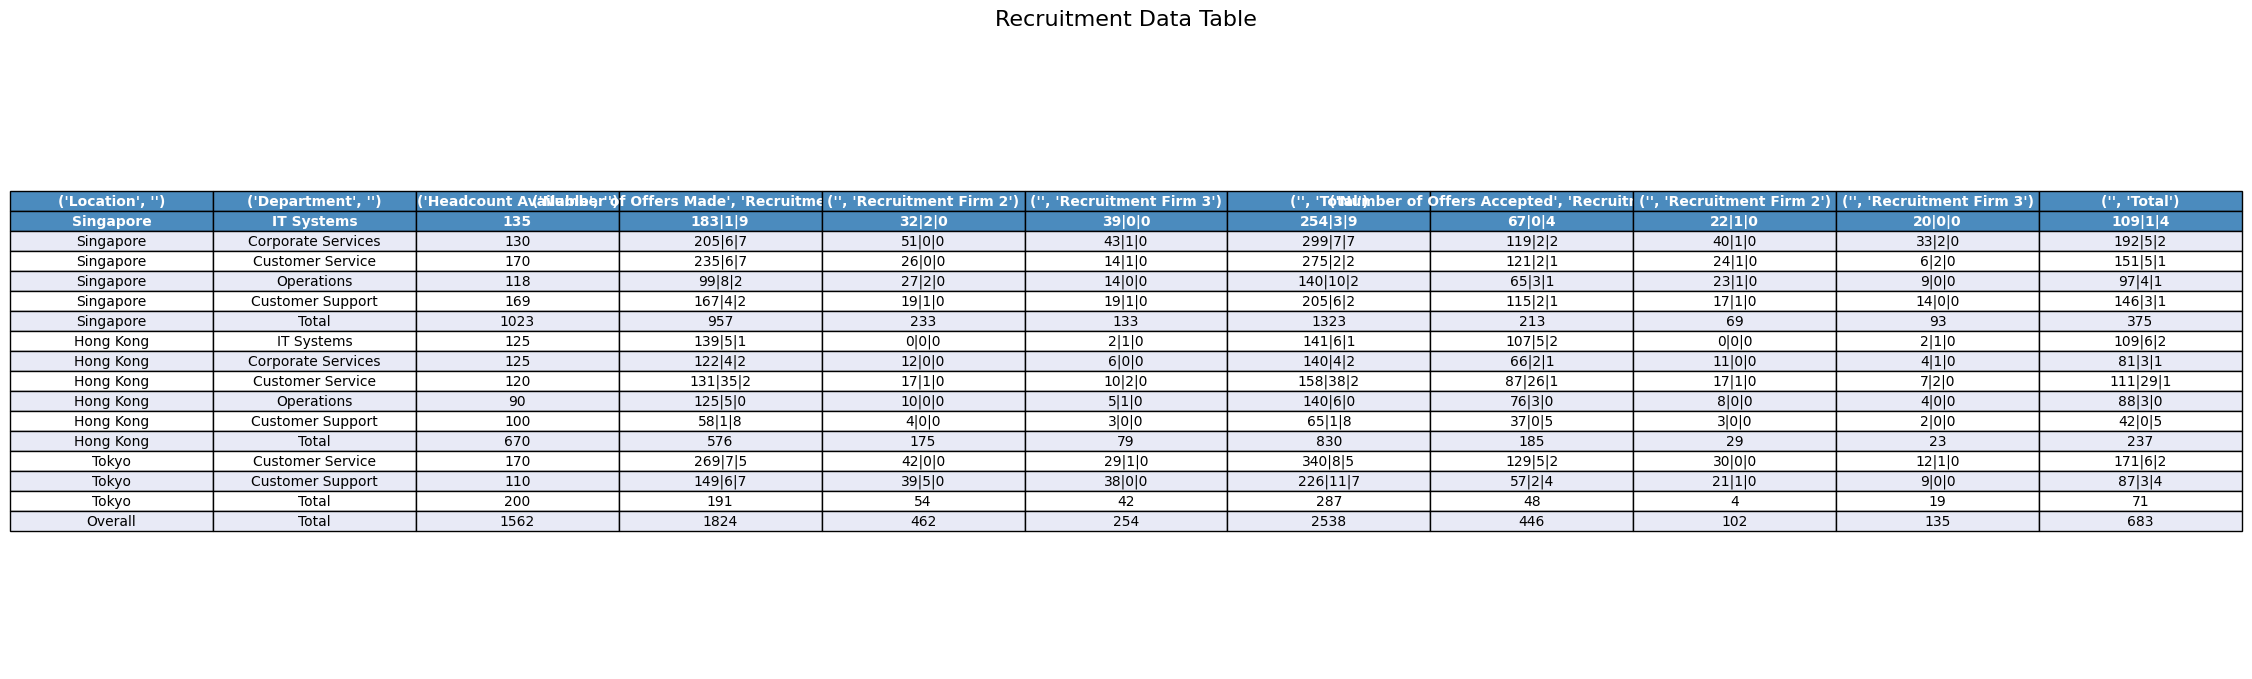 Recruitment Data Table
('Location', '') ('Department', '') ('Headcount Available', '') ('Number of Offers Made', 'Recruitme ('', 'Recruitment Firm 2') ('', 'Recruitment Firm 3') ('', 'Total') ('Number of Offers Accepted', 'Recruit ('', 'Recruitment Firm 2') ('', 'Recruitment Firm 3') ('', 'Total')
Singapore IT Systems 135 183|1|9 32|2|0 39|0|0 254|3|9 67|0|4 22|1|0 20|0|0 109|1|4
Singapore Corporate Services 130 205|6|7 51|0|0 43|1|0 299|7|7 119|2|2 40|1|0 33|2|0 192|5|2
Singapore Customer Service 170 235|6|7 26|0|0 14|1|0 275|2|2 121|2|1 24|1|0 6|2|0 151|5|1
Singapore Operations 118 99|8|2 27|2|0 14|0|0 140|10|2 65|3|1 23|1|0 9|0|0 97|4|1
Singapore Customer Support 169 167|4|2 19|1|0 19|1|0 205|6|2 115|2|1 17|1|0 14|0|0 146|3|1
Singapore Total 1023 957 233 133 1323 213 69 93 375
Hong Kong IT Systems 125 139|5|1 0|0|0 2|1|0 141|6|1 107|5|2 0|0|0 2|1|0 109|6|2
Hong Kong Corporate Services 125 122|4|2 12|0|0 6|0|0 140|4|2 66|2|1 11|0|0 4|1|0 81|3|1
Hong Kong Customer Service 120 131|35|2 17|1|0 10|2|0 158|38|2 87|26|1 17|1|0 7|2|0 111|29|1
Hong Kong Operations 90 125|5|0 10|0|0 5|1|0 140|6|0 76|3|0 8|0|0 4|0|0 88|3|0
Hong Kong Customer Support 100 58|1|8 4|0|0 3|0|0 65|1|8 37|0|5 3|0|0 2|0|0 42|0|5
Hong Kong Total 670 576 175 79 830 185 29 23 237
Tokyo Customer Service 170 269|7|5 42|0|0 29|1|0 340|8|5 129|5|2 30|0|0 12|1|0 171|6|2
Tokyo Customer Support 110 149|6|7 39|5|0 38|0|0 226|11|7 57|2|4 21|1|0 9|0|0 87|3|4
Tokyo Total 200 191 54 42 287 48 4 19 71
Overall Total 1562 1824 462 254 2538 446 102 135 683